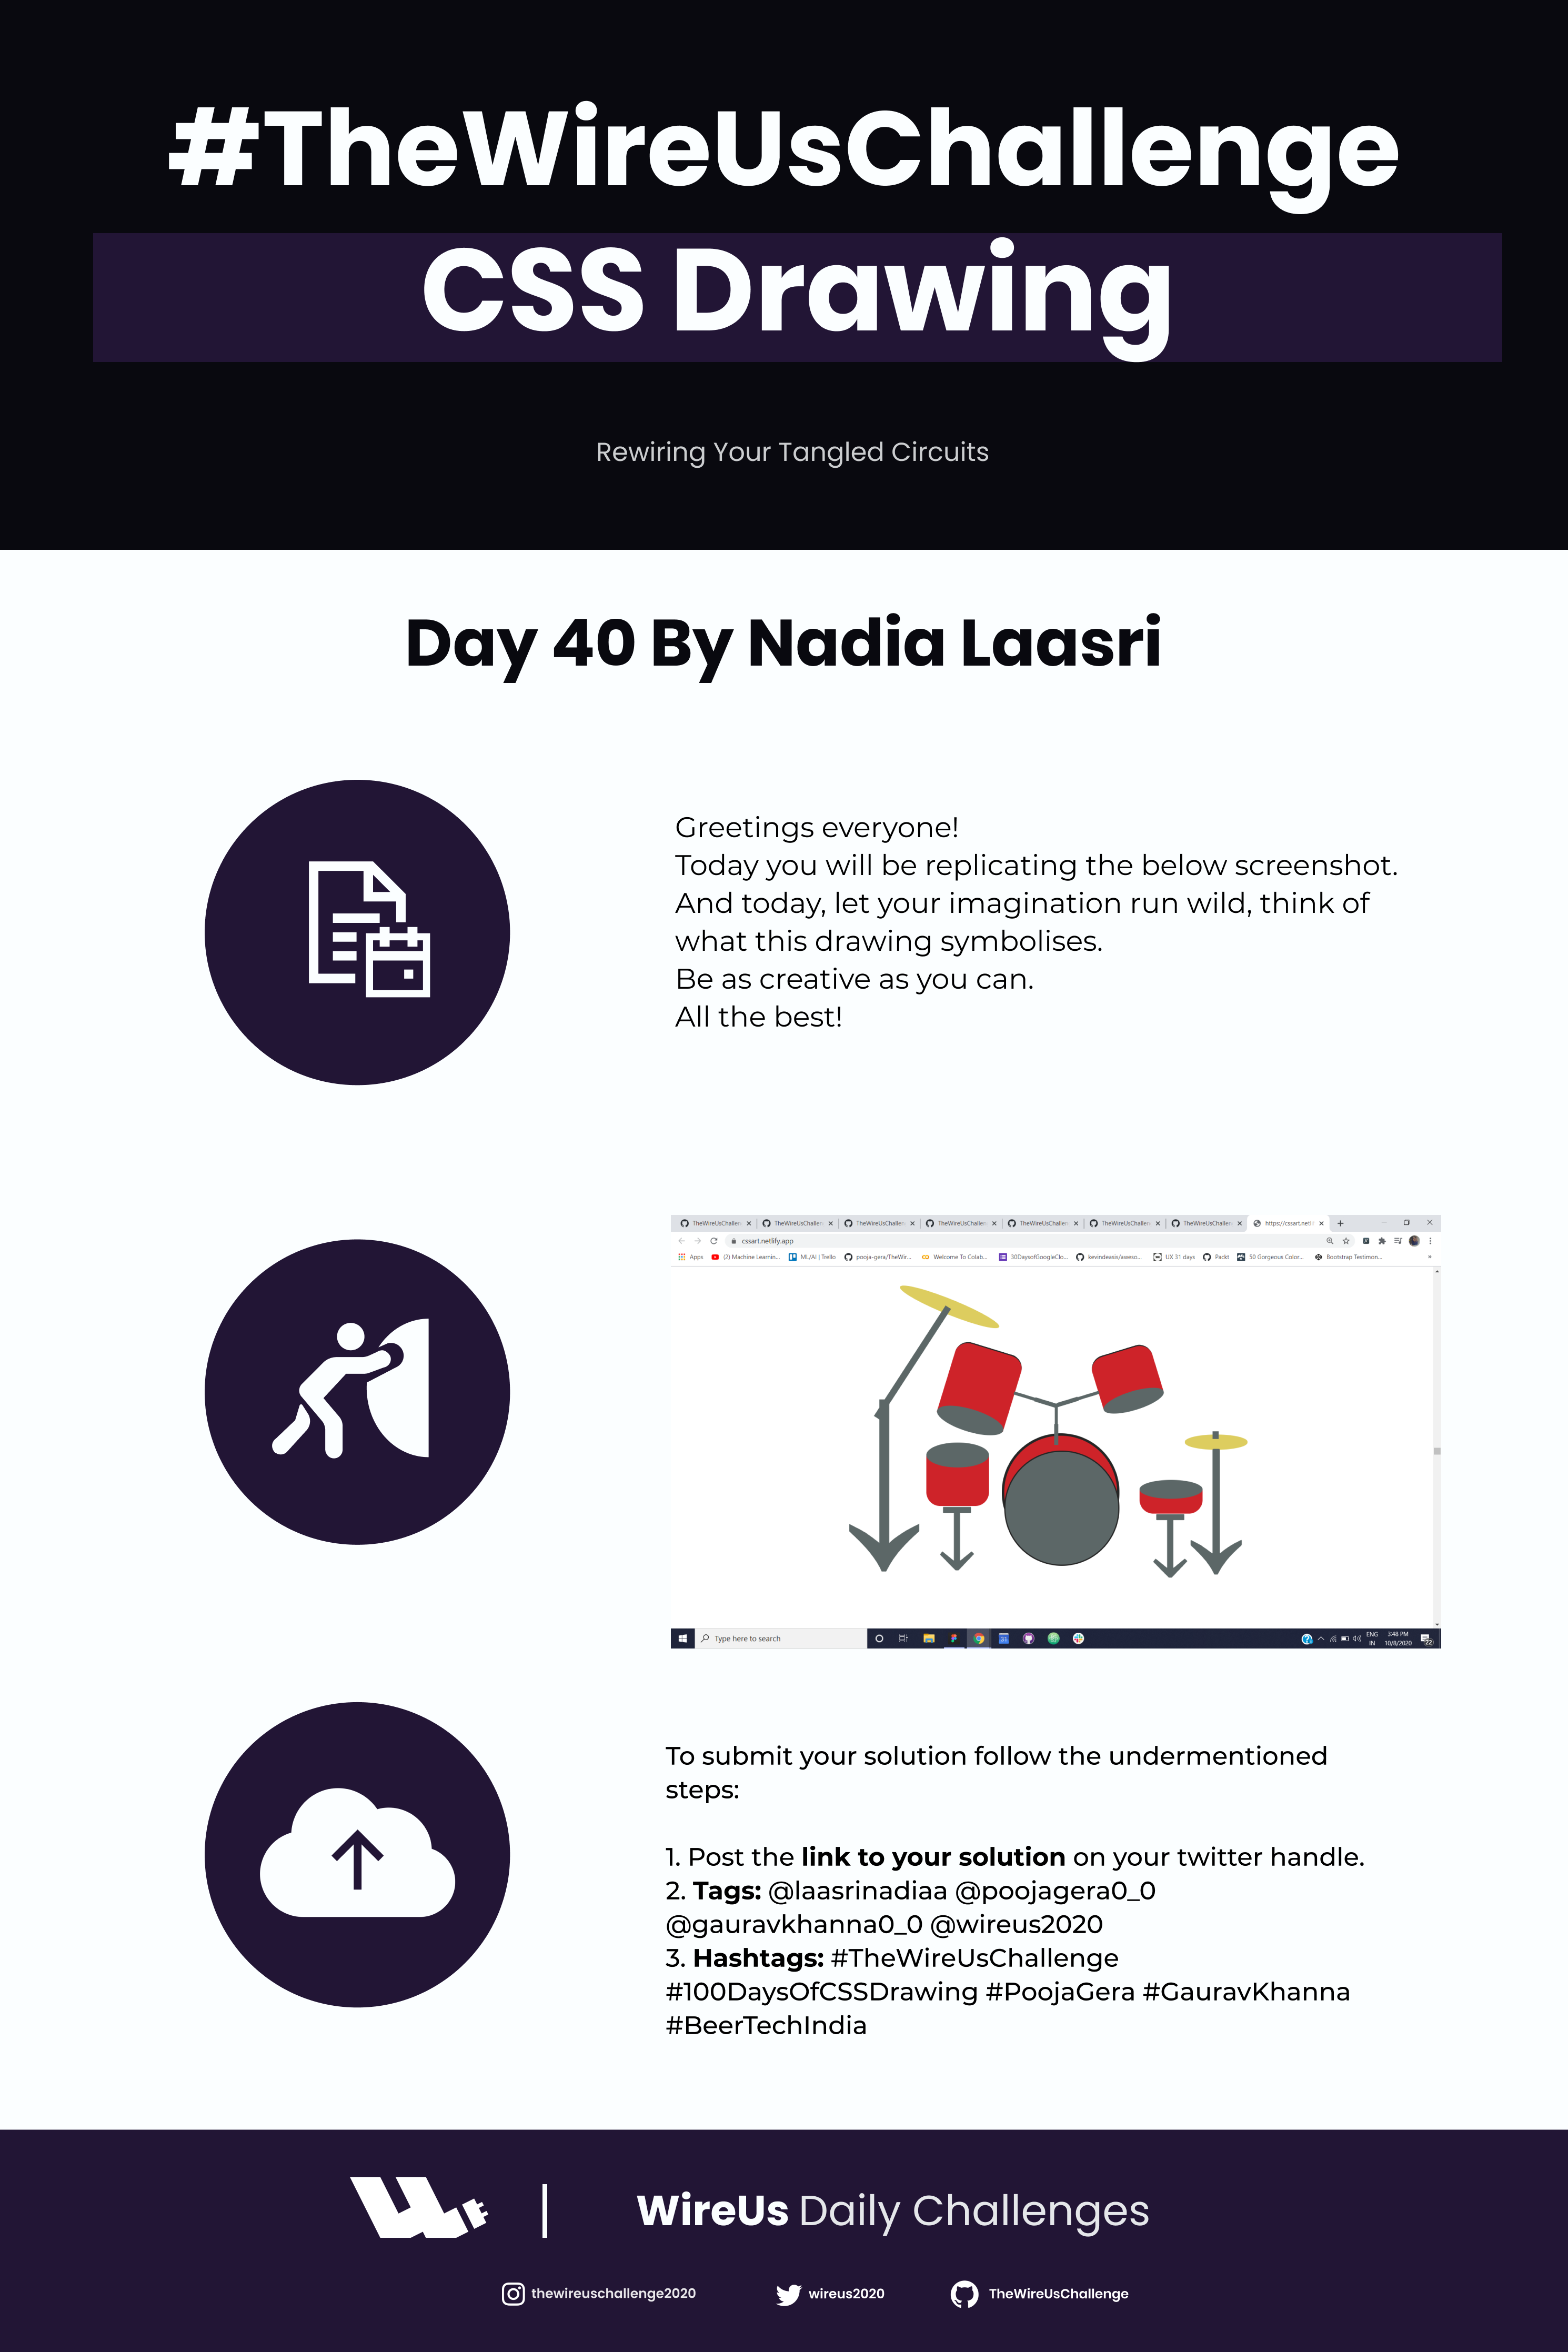 #TheWireUsChallenge
CSS Drawing
Rewiring Your Tangled Circuits
Day 40 By Nadia Laasri
Greetings everyone!
Today you will be replicating the below screenshot.
And today, let your imagination run wild, think of
what this drawing symbolises.
Be as creative as you can.
All the best!
TheWireUsChallen TheWireUsChallen TheWireUsChallen TheWireUsChallen TheWireUsChallen TheWireUsChallen TheWireUsChallen https://cssart.netli
cssart.netlify.app
Apps (2) Machine Learnin... ML/AI | Trello pooja-gera/TheWir... Welcome To Colab... 30DaysofGoogleClo... kevindeasis/aweso... UX 31 days Packt 50 Gorgeous Color... Bootstrap Testimon... »
Type here to search
ENG 3:48 PM
IN 10/8/2020 22
To submit your solution follow the undermentioned
steps:
1. Post the link to your solution on your twitter handle.
2. Tags: @laasrinadiaa @poojagera0_0
@gauravkhanna0_0 @wireus2020
3. Hashtags: #TheWireUsChallenge
#100DaysOfCSSDrawing #PoojaGera #GauravKhanna
#BeerTechIndia
WireUs Daily Challenges
thewireuschallenge2020 wireus2020 TheWireUsChallenge